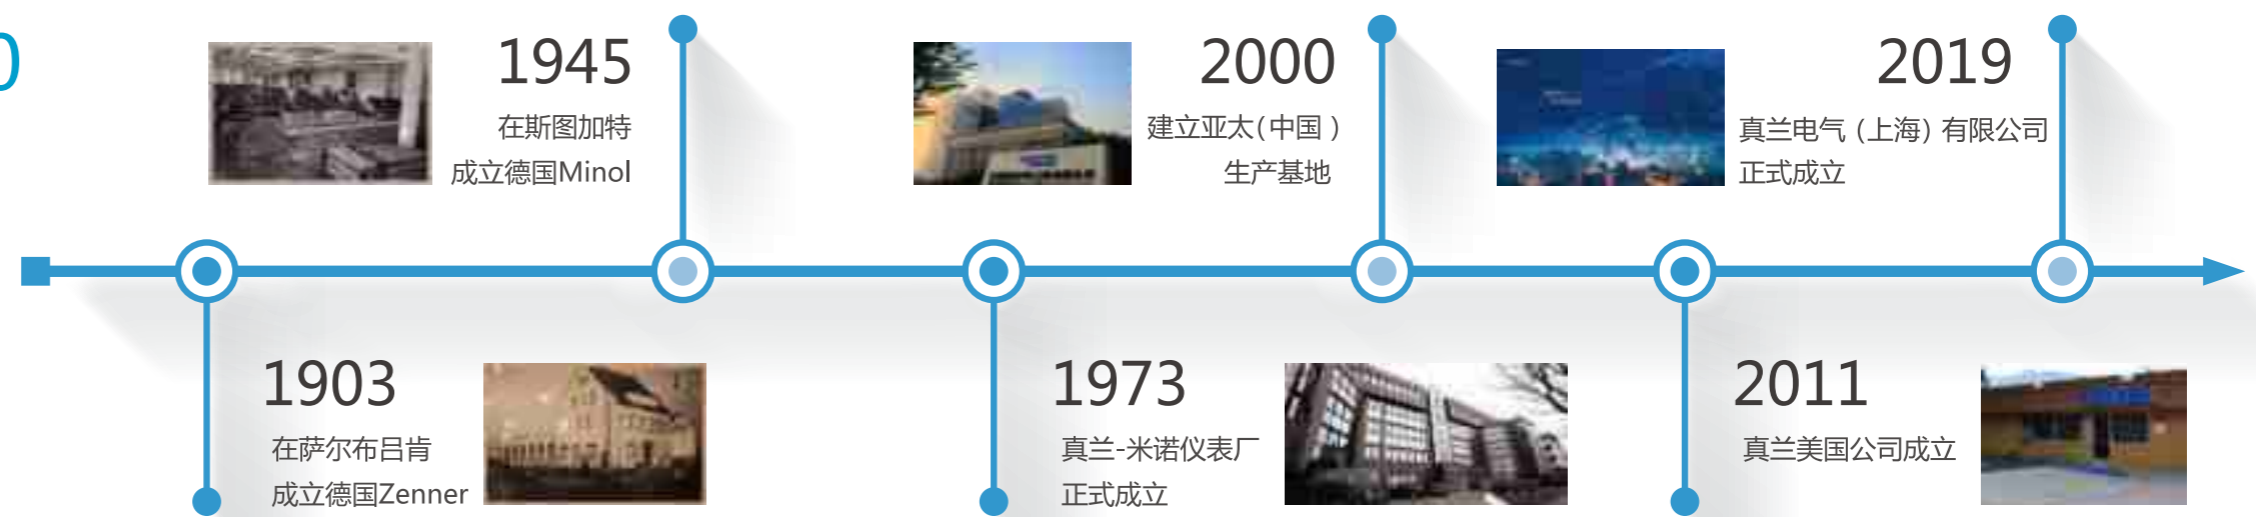 0
1945
在斯图加特
成立德国Minol
2000
建立亚太(中国)
生产基地
2019
真兰电气(上海)有限公司
正式成立
1903
在萨尔布吕肯
成立德国Zenner
1973
真兰-米诺仪表厂
正式成立
2011
真兰美国公司成立